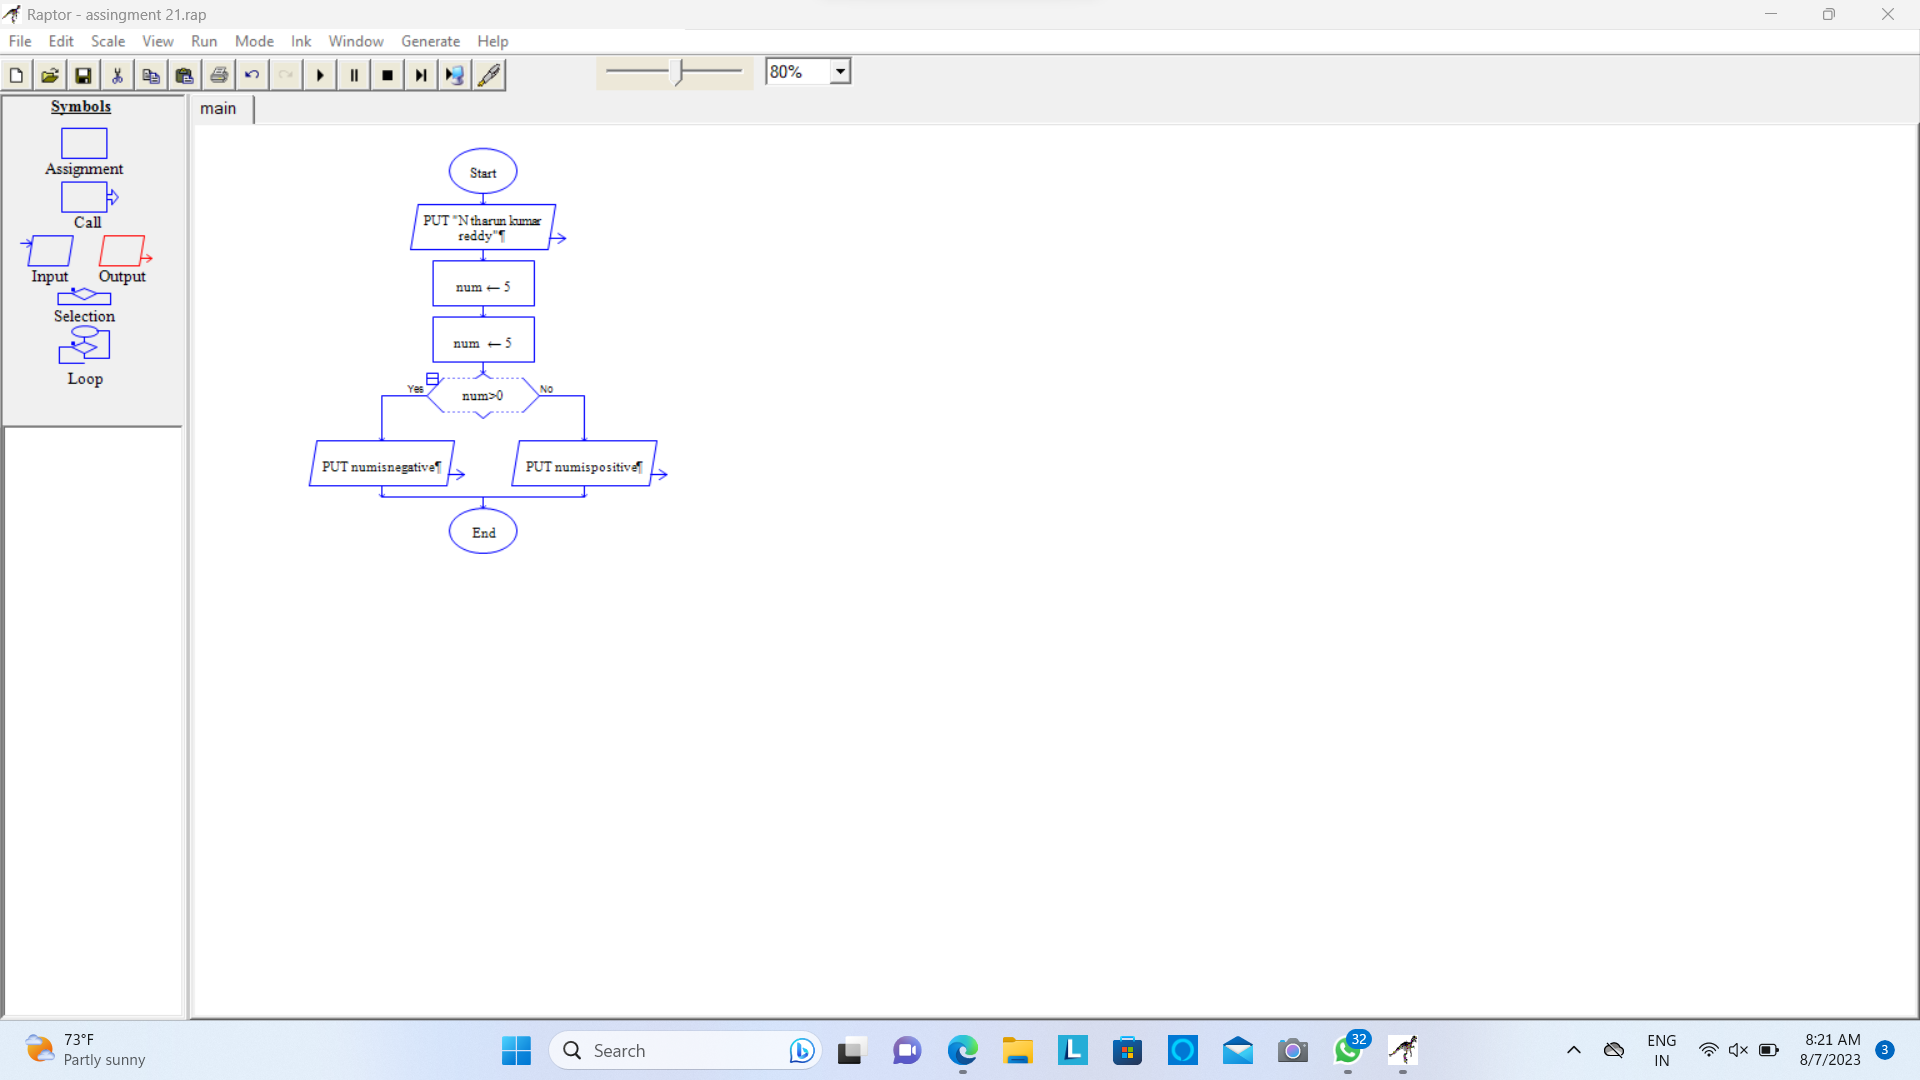 Raptor - assingment 21.rap
File Edit Scale View Run Mode Ink Window Generate Help
80%
Symbols
main
Assignment
Call
Input Output
Selection
Loop
Start
PUT "N tharun kumar
reddy"¶
num ← 5
num ← 5
Yes num>0 No
PUT numisnegative¶ PUT numispositive¶
End
73°F
Partly sunny
Search
L
32
ENG
IN
8:21 AM
8/7/2023
3